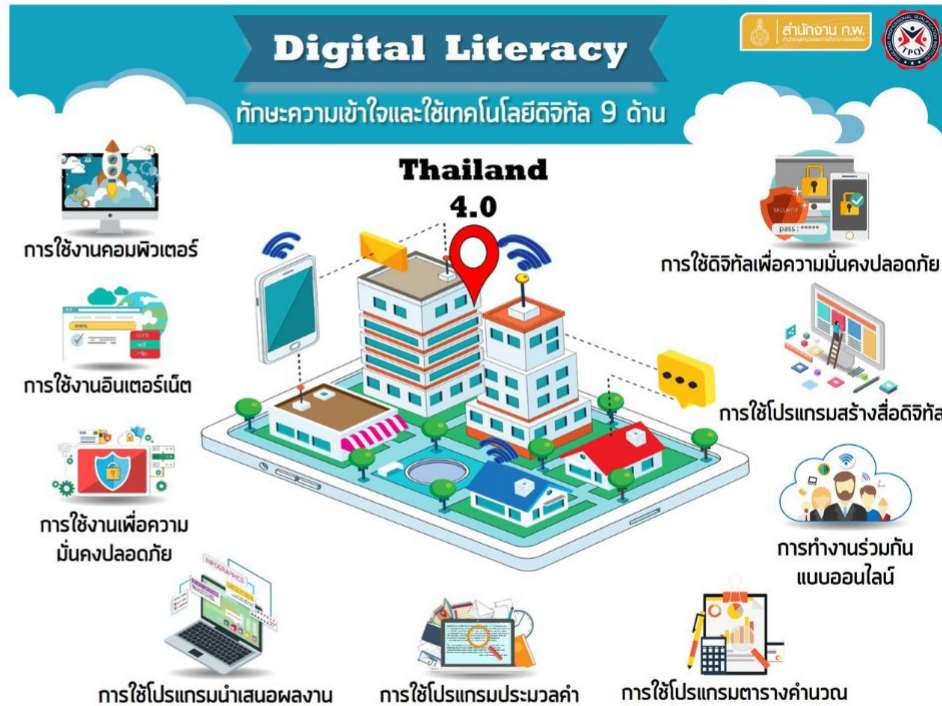 Digital Literacy
สำนักงาน ก.พ.
TPQI
ทักษะความเข้าใจและใช้เทคโนโลยีดิจิทัล 9 ด้าน
Thailand
4.0
การใช้งานคอมพิวเตอร์
การใช้งานอินเตอร์เน็ต
การใช้งานเพื่อความ
มั่นคงปลอดภัย
INFOGRAPHICS
การใช้โปรแกรมนำเสนอผลงาน
การใช้โปรแกรมประมวลคำ
การใช้โปรแกรมตารางคำนวณ
การทำงานร่วมกัน
แบบออนไลน์
การใช้โปรแกรมสร้างสื่อดิจิทัล
SECURITY
pass : *****
การใช้ดิจิทัลเพื่อความมั่นคงปลอดภัย